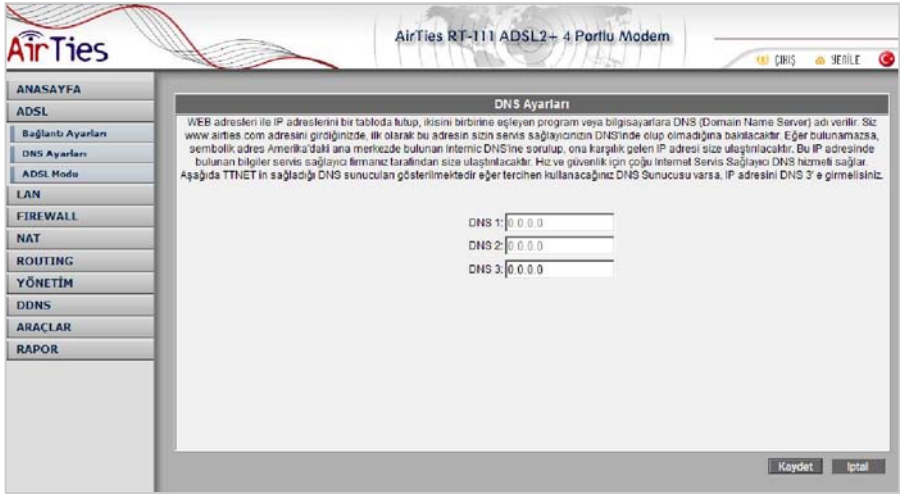 AirTies
AirTies RT-111 ADSL2+ 4 Portlu Modem
ÇIKIŞ
YENİLE
ANASAYFA
ADSL
Bağlantı Ayarları
DNS Ayarları
ADSL Modu
LAN
FIREWALL
NAT
ROUTING
YÖNETİM
DDNS
ARAÇLAR
RAPOR
DNS Ayarları
WEB adresleri ile IP adreslerini bir tabloda tutup, ikisini birbirine eşleyen program veya bilgisayarlara DNS (Domain Name Server) adı verilir. Siz
www.airties.com adresini girdiğinizde, ilk olarak bu adresin sizin servis sağlayıcınızın DNS'inde olup olmadığına bakılacaktır. Eğer bulunamazsa,
sembolik adres Amerika'daki ana merkezde bulunan Internic DNS'ine sorulup, ona karşılık gelen IP adresi size ulaştırılacaktır. Bu IP adresinde
bulunan bilgiler servis sağlayıcı firmanız tarafından size ulaştırılacaktır. Hız ve güvenlik için çoğu Internet Servis Sağlayıcı DNS hizmeti sağlar.
Aşağıda TTNET in sağladığı DNS sunucuları gösterilmektedir eğer tercihen kullanacağınız DNS Sunucusu varsa, IP adresini DNS 3' e girmelisiniz.
DNS 1: 0.0.0.0
DNS 2: 0.0.0.0
DNS 3: 0.0.0.0
Kaydet
İptal